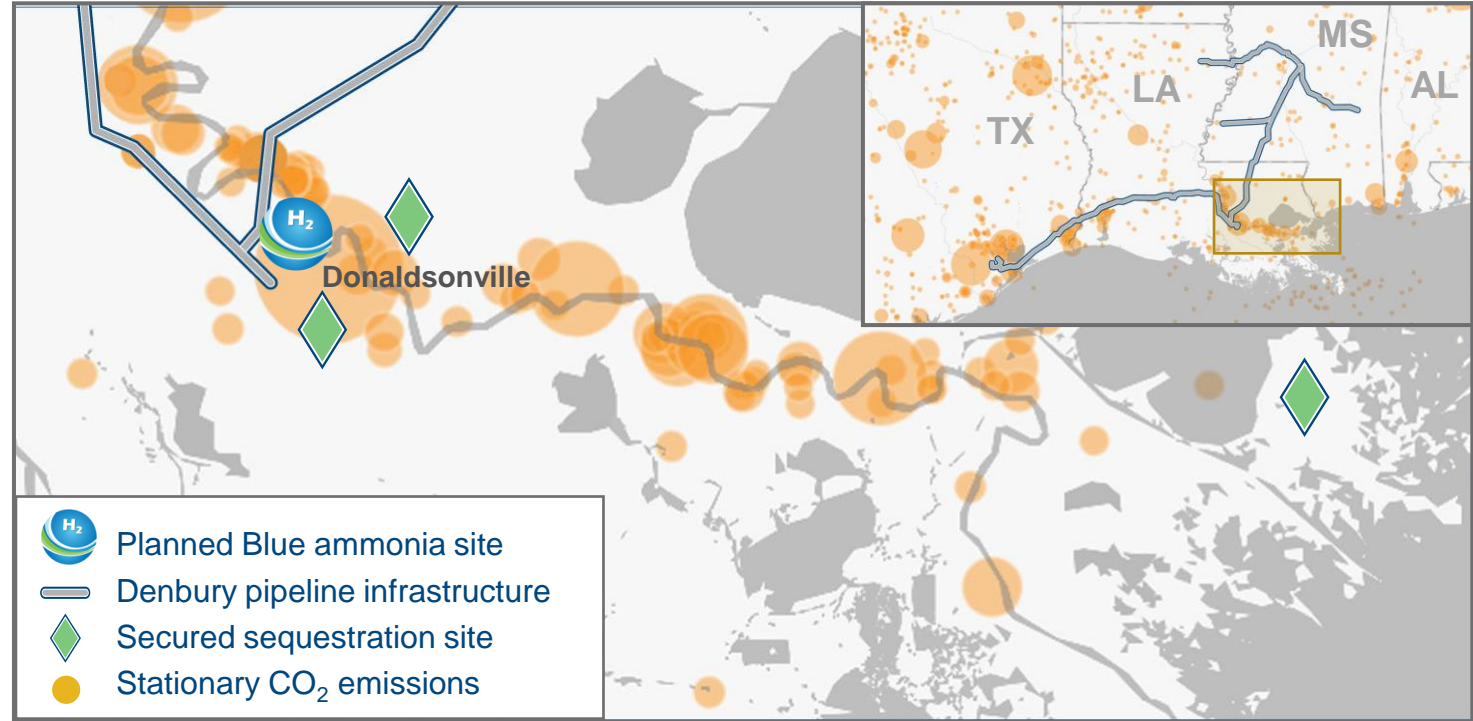 MS
LA
AL
TX
H₂
Donaldsonville
H₂
Planned Blue ammonia site
Denbury pipeline infrastructure
Secured sequestration site
Stationary CO₂ emissions